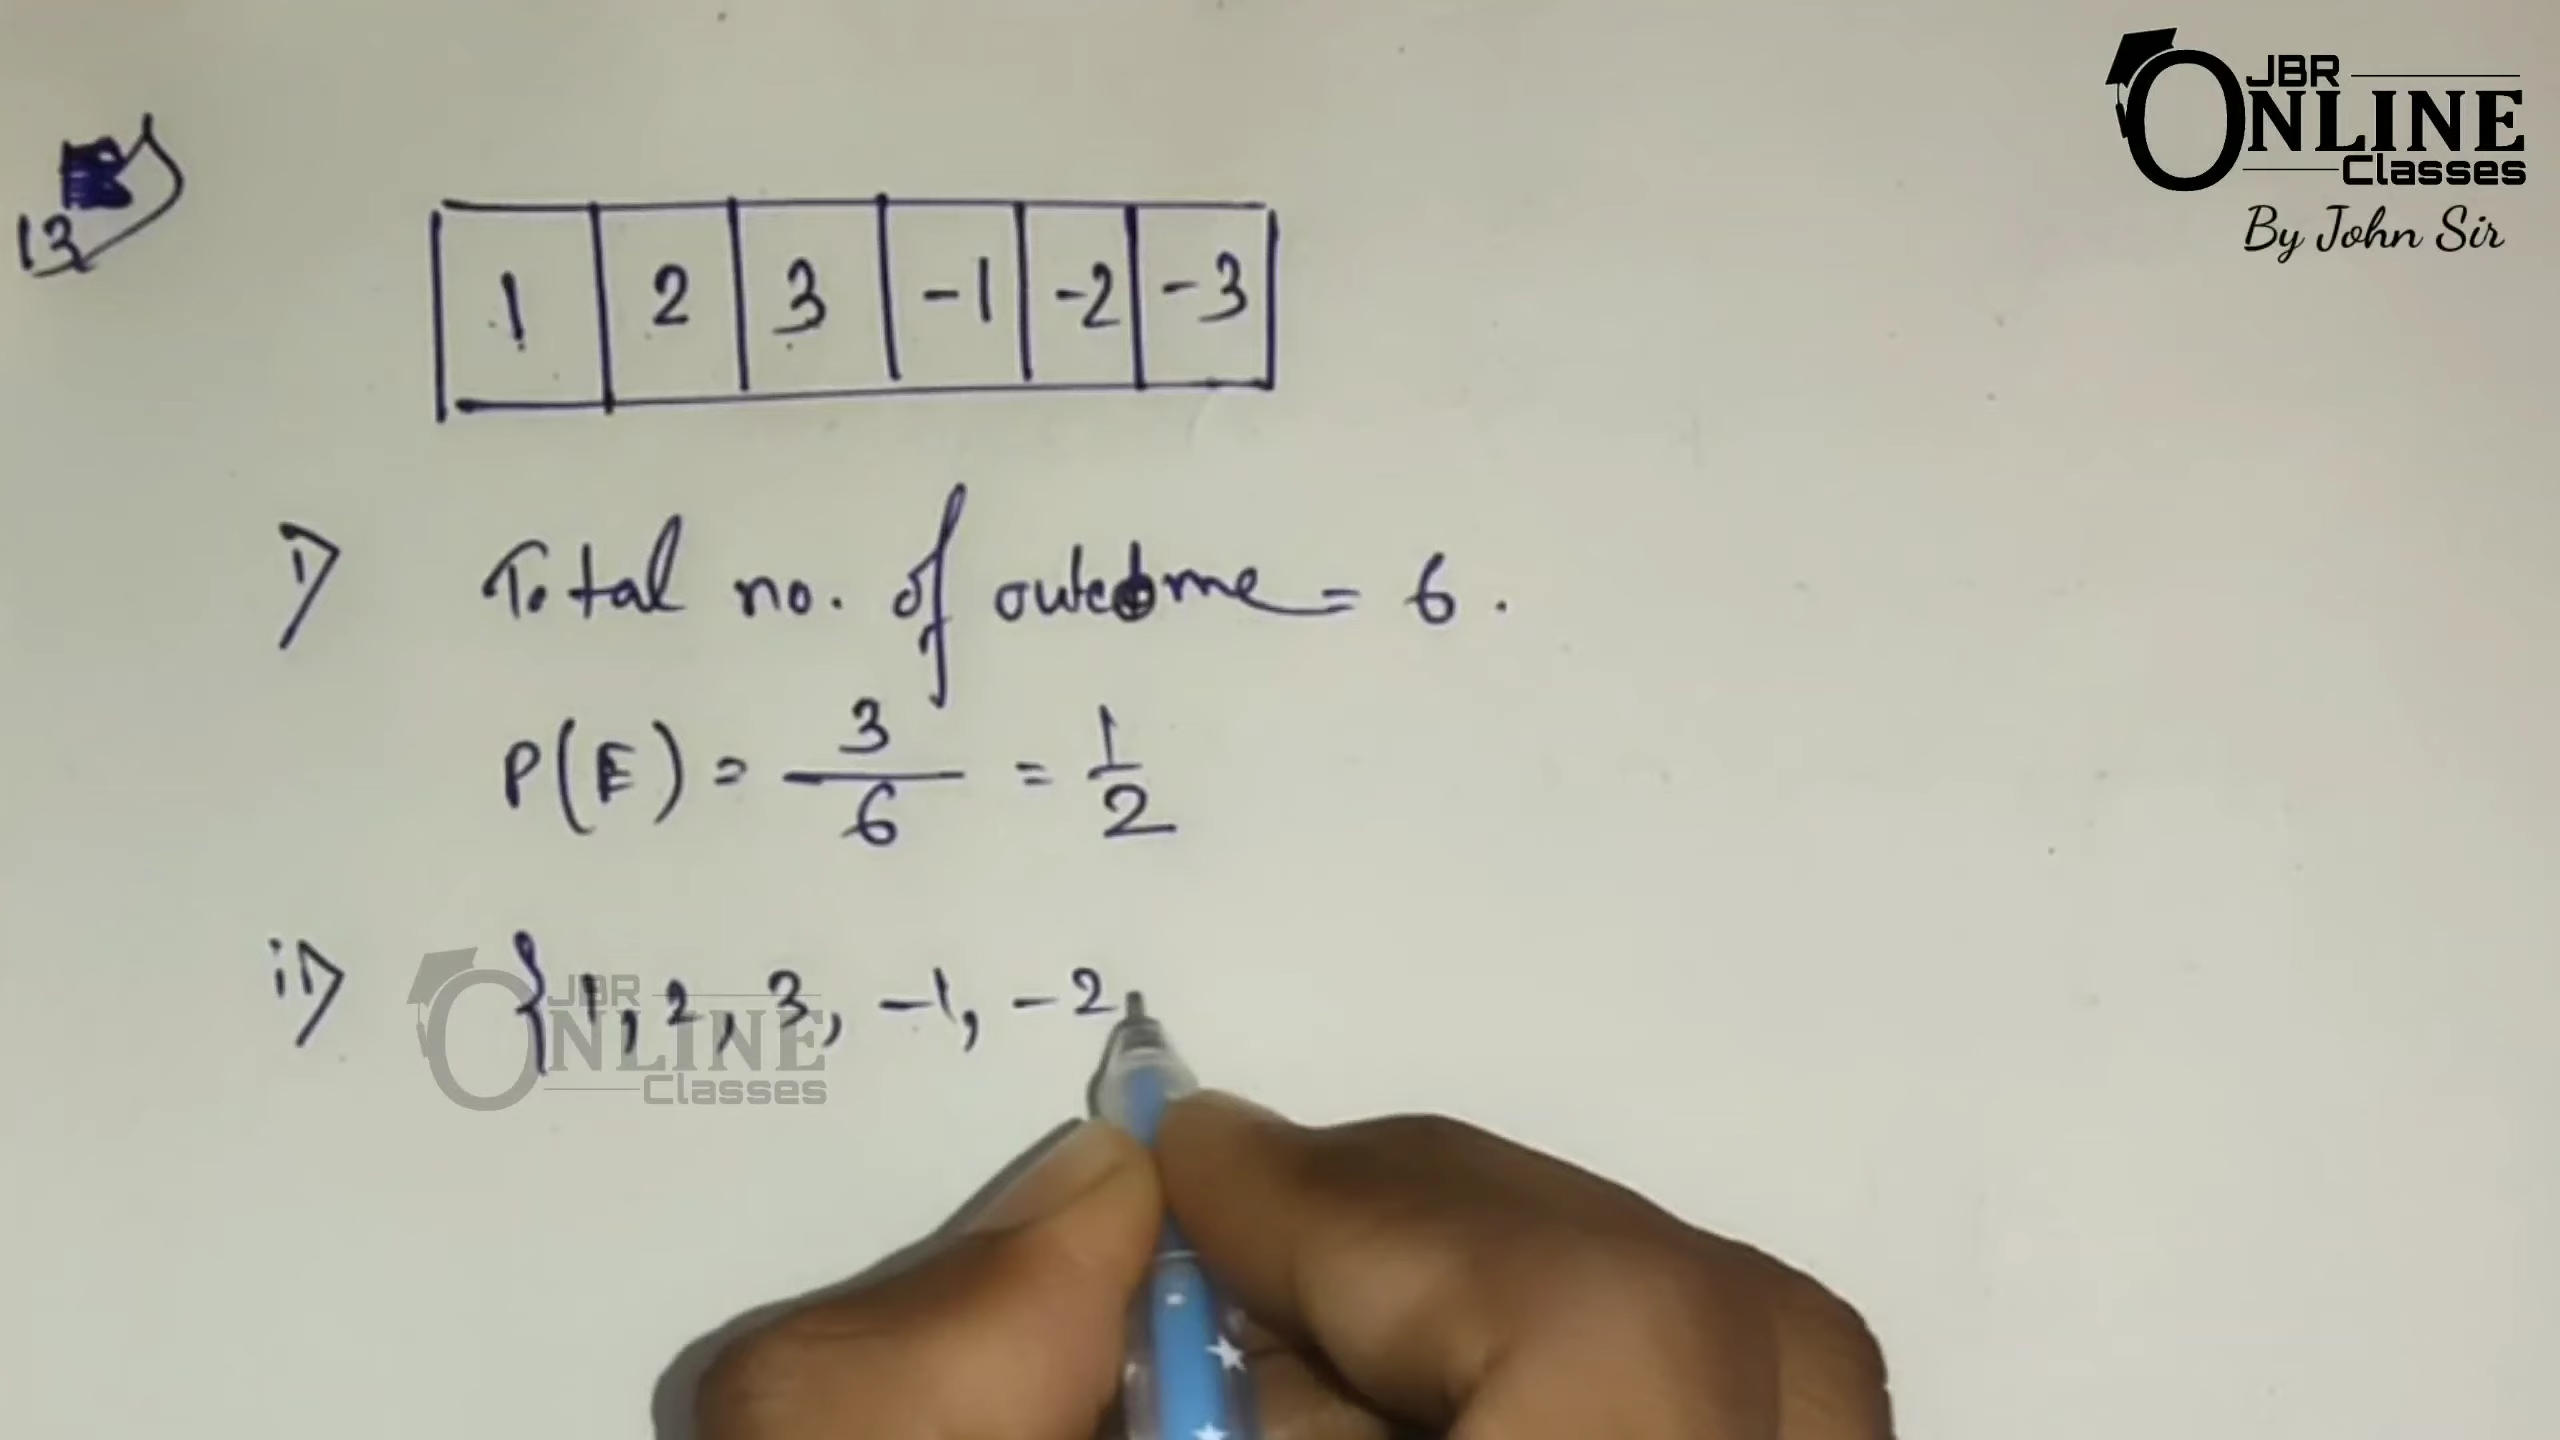 JBR
ONLINE
Classes
By John Sir
13
1 2 3 -1 -2 -3
i) Total no. of outcome = 6.
P(E) = 3/6 = 1/2
ii) {1, 2, 3, -1, -2
JBR
ONLINE
Classes